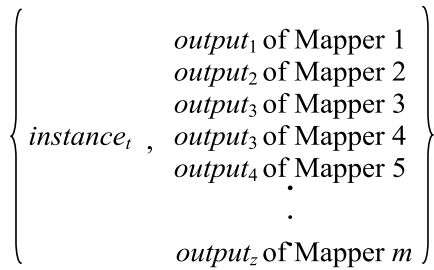 output₁ of Mapper 1
output₂ of Mapper 2
output₃ of Mapper 3
instanceₜ , output₃ of Mapper 4
output₄ of Mapper 5
.
.
output_z of Mapper m